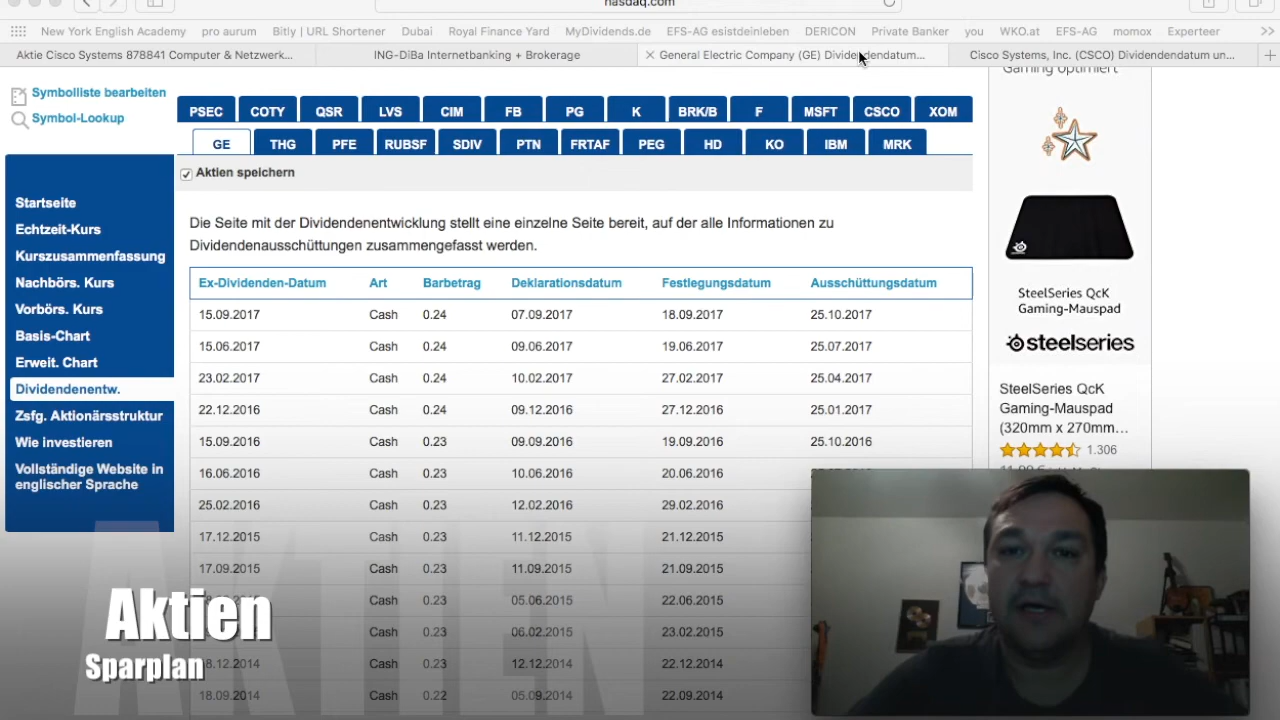 nasdaq.com
New York English Academy pro aurum Bitly | URL Shortener Dubai Royal Finance Yard MyDividends.de EFS-AG esistdeinleben DERICON Private Banker you WKO.at EFS-AG momox Experteer
Aktie Cisco Systems 878841 Computer & Netzwerk... ING-DiBa Internetbanking + Brokerage General Electric Company (GE) Dividendendatum... Cisco Systems, Inc. (CSCO) Dividendendatum un...
Gaming optimiert
Symbolliste bearbeiten
Symbol-Lookup
PSEC COTY QSR LVS CIM FB PG K BRK/B F MSFT CSCO XOM
GE THG PFE RUBSF SDIV PTN FRTAF PEG HD KO IBM MRK
Aktien speichern
Startseite
Echtzeit-Kurs
Kurszusammenfassung
Nachbörs. Kurs
Vorbörs. Kurs
Basis-Chart
Erweit. Chart
Dividendenentw.
Zsfg. Aktionärsstruktur
Wie investieren
Vollständige Website in
englischer Sprache
Die Seite mit der Dividendenentwicklung stellt eine einzelne Seite bereit, auf der alle Informationen zu
Dividendenausschüttungen zusammengefasst werden.
Ex-Dividenden-Datum Art Barbetrag Deklarationsdatum Festlegungsdatum Ausschüttungsdatum
15.09.2017 Cash 0.24 07.09.2017 18.09.2017 25.10.2017
15.06.2017 Cash 0.24 09.06.2017 19.06.2017 25.07.2017
23.02.2017 Cash 0.24 10.02.2017 27.02.2017 25.04.2017
22.12.2016 Cash 0.24 09.12.2016 27.12.2016 25.01.2017
15.09.2016 Cash 0.23 09.09.2016 19.09.2016 25.10.2016
16.06.2016 Cash 0.23 10.06.2016 20.06.2016
25.02.2016 Cash 0.23 12.02.2016 29.02.2016
17.12.2015 Cash 0.23 11.12.2015 21.12.2015
17.09.2015 Cash 0.23 11.09.2015 21.09.2015
Cash 0.23 05.06.2015 22.06.2015
Cash 0.23 06.02.2015 23.02.2015
18.12.2014 Cash 0.23 12.12.2014 22.12.2014
18.09.2014 Cash 0.22 05.09.2014 22.09.2014
SteelSeries QcK
Gaming-Mauspad
steelseries
SteelSeries QcK
Gaming-Mauspad
(320mm x 270mm...
1.306
AKTIEN
Aktien
Sparplan